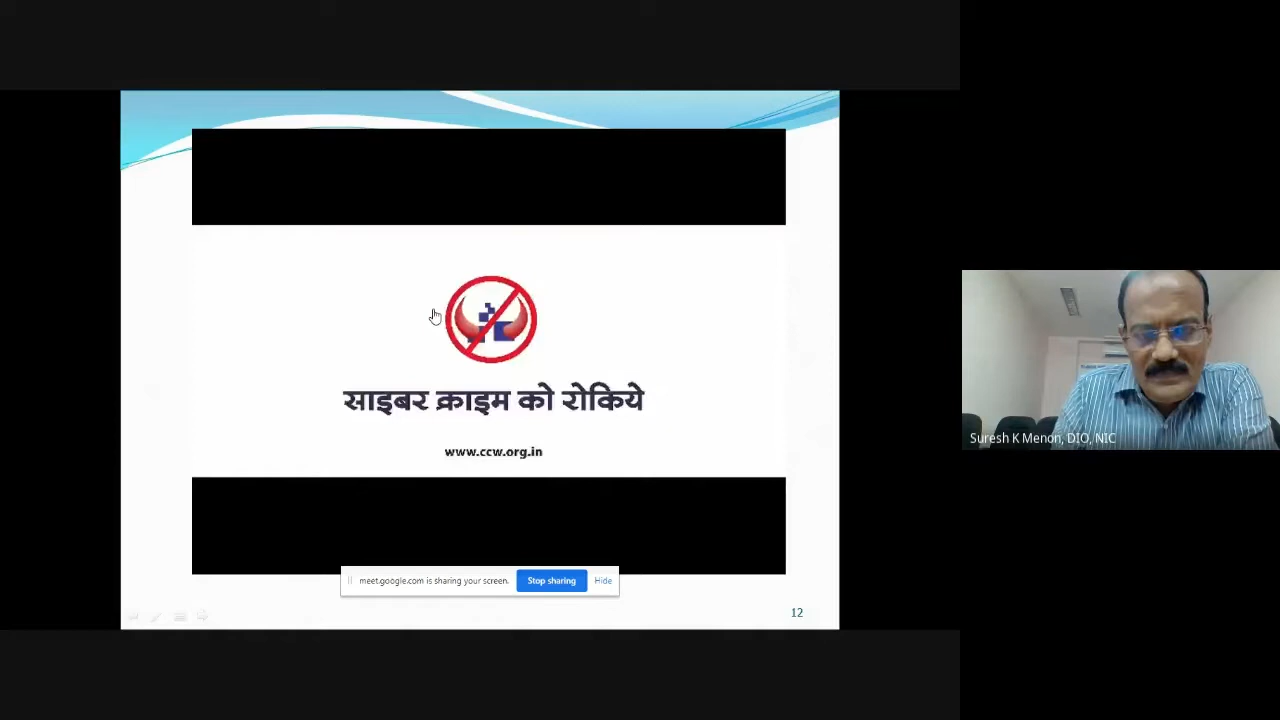 साइबर क्राइम को रोकिये
www.ccw.org.in
meet.google.com is sharing your screen.
Stop sharing
Hide
12
Suresh K Menon, DIO, NIC